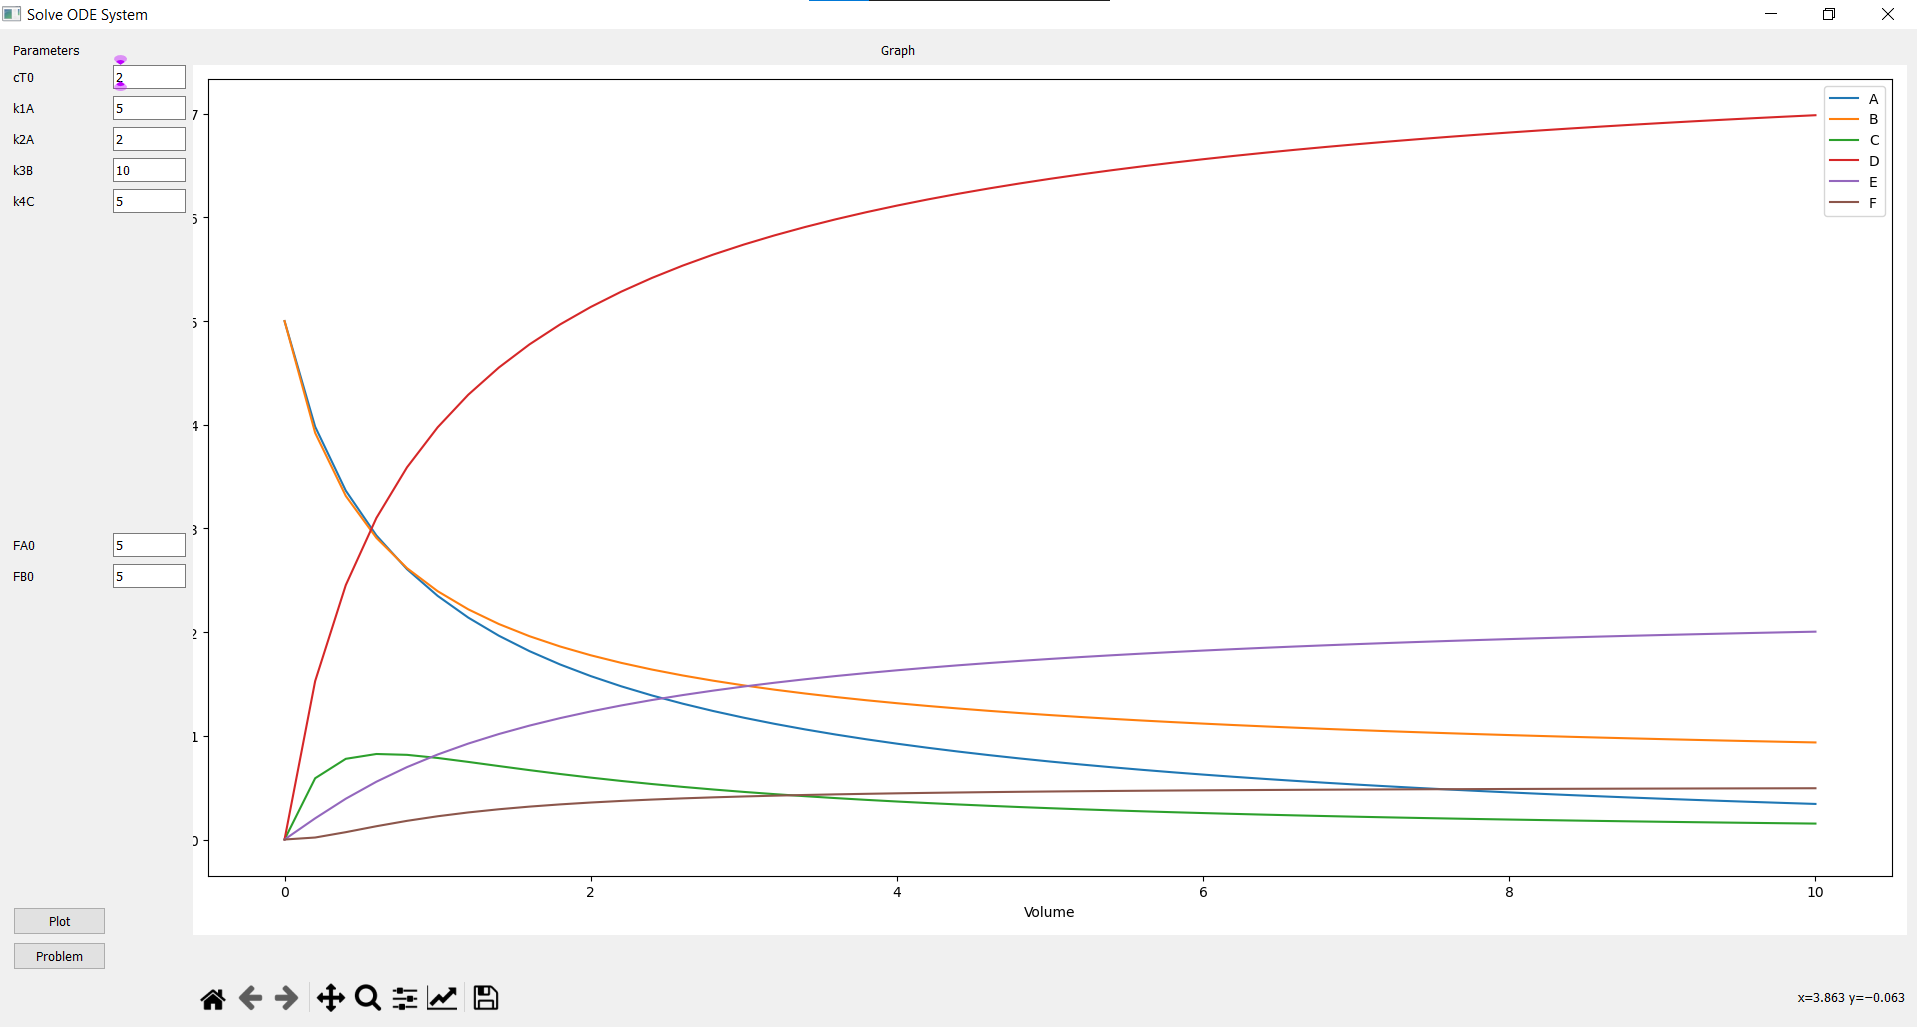 Solve ODE System
Parameters
Graph
cT0 2
k1A 5
k2A 2
k3B 10
k4C 5
FA0 5
FB0 5
Plot
Problem
7
6
5
4
3
2
1
0
A
B
C
D
E
F
0 2 4 6 8 10
Volume
x=3.863 y=−0.063